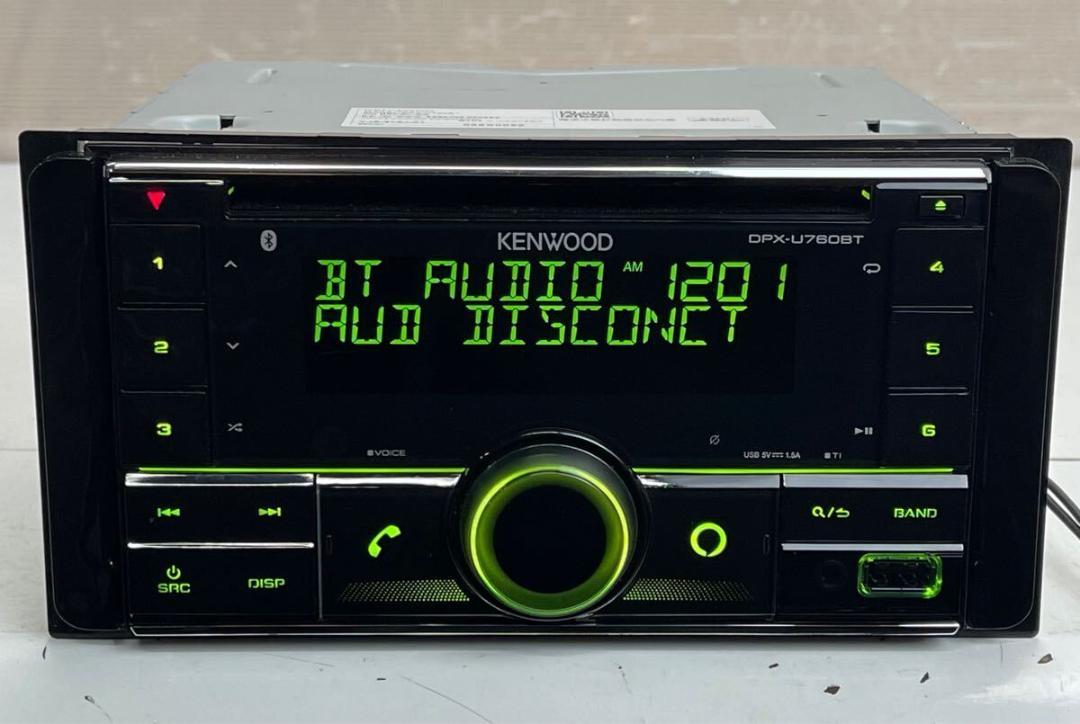 KENWOOD
DPX-U760BT
BT AUDIO AM 1201
AUD DISCONCT
1
2
3
4
5
6
VOICE
USB 5V 1.5A
TI
BAND
SRC
DISP